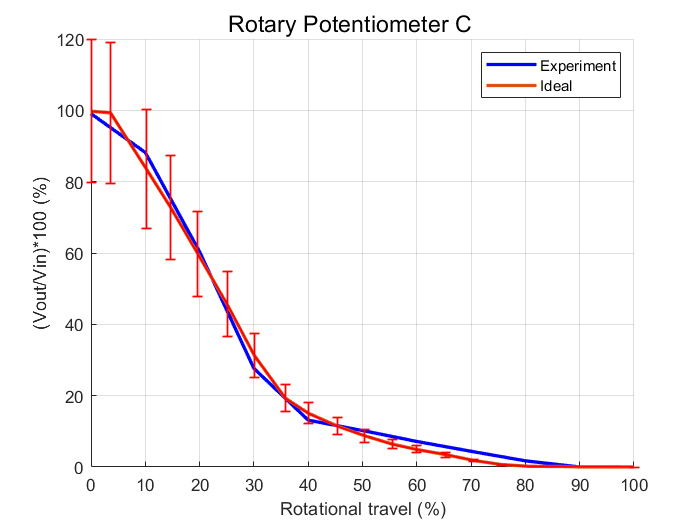 Rotary Potentiometer C
Experiment
Ideal
(Vout/Vin)*100 (%)
120
100
80
60
40
20
0
0 10 20 30 40 50 60 70 80 90 100
Rotational travel (%)